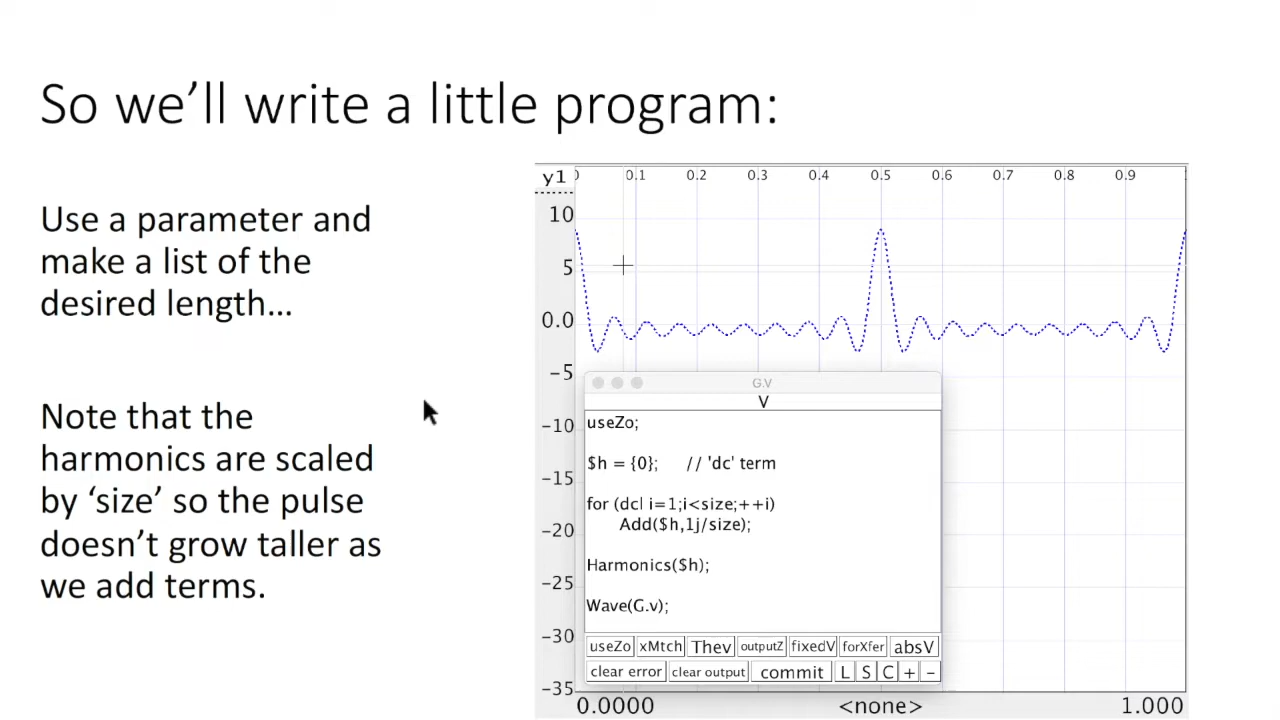 So we’ll write a little program:
Use a parameter and
make a list of the
desired length…
Note that the
harmonics are scaled
by ‘size’ so the pulse
doesn’t grow taller as
we add terms.
y1
0.1 0.2 0.3 0.4 0.5 0.6 0.7 0.8 0.9
10
5
0.0
−5
−10
−15
−20
−25
−30
−35
G.V
V
useZo;
$h = {0}; // 'dc' term
for (dcl i=1;i<size;++i)
Add($h,1j/size);
Harmonics($h);
Wave(G.v);
useZo xMtch Thev outputZ fixedV forXfer absV
clear error clear output commit L S C + −
0.0000 <none> 1.000